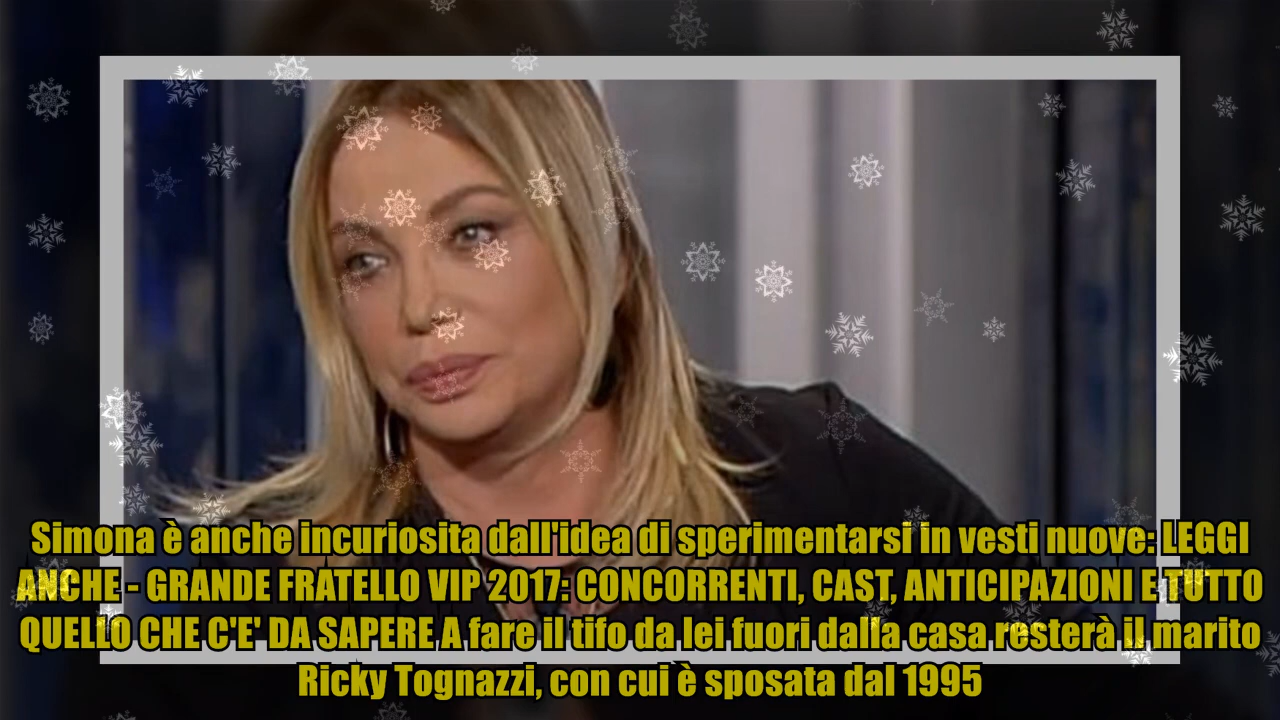 Simona è anche incuriosita dall'idea di sperimentarsi in vesti nuove: LEGGI
ANCHE - GRANDE FRATELLO VIP 2017: CONCORRENTI, CAST, ANTICIPAZIONI E TUTTO
QUELLO CHE C'E' DA SAPERE A fare il tifo da lei fuori dalla casa resterà il marito
Ricky Tognazzi, con cui è sposata dal 1995